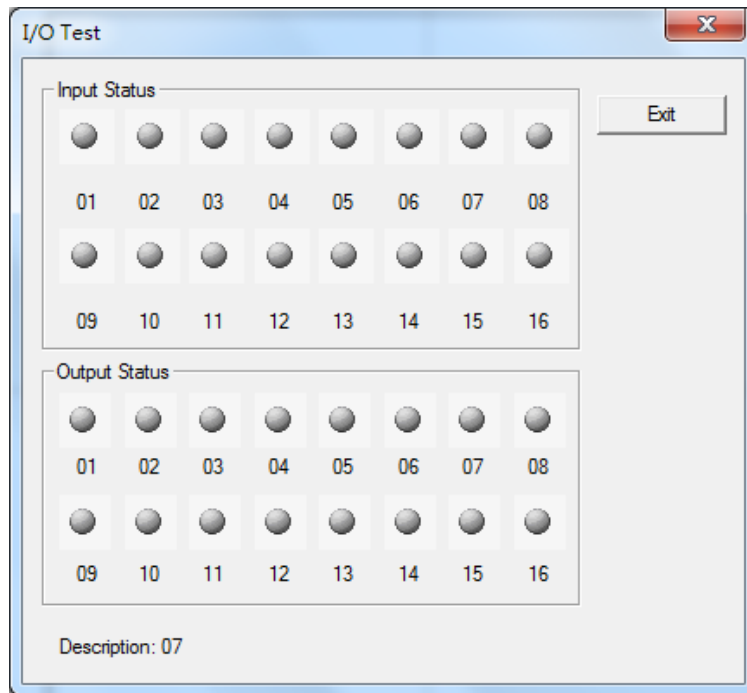 I/O Test
Input Status
Exit
01 02 03 04 05 06 07 08
09 10 11 12 13 14 15 16
Output Status
01 02 03 04 05 06 07 08
09 10 11 12 13 14 15 16
Description: 07